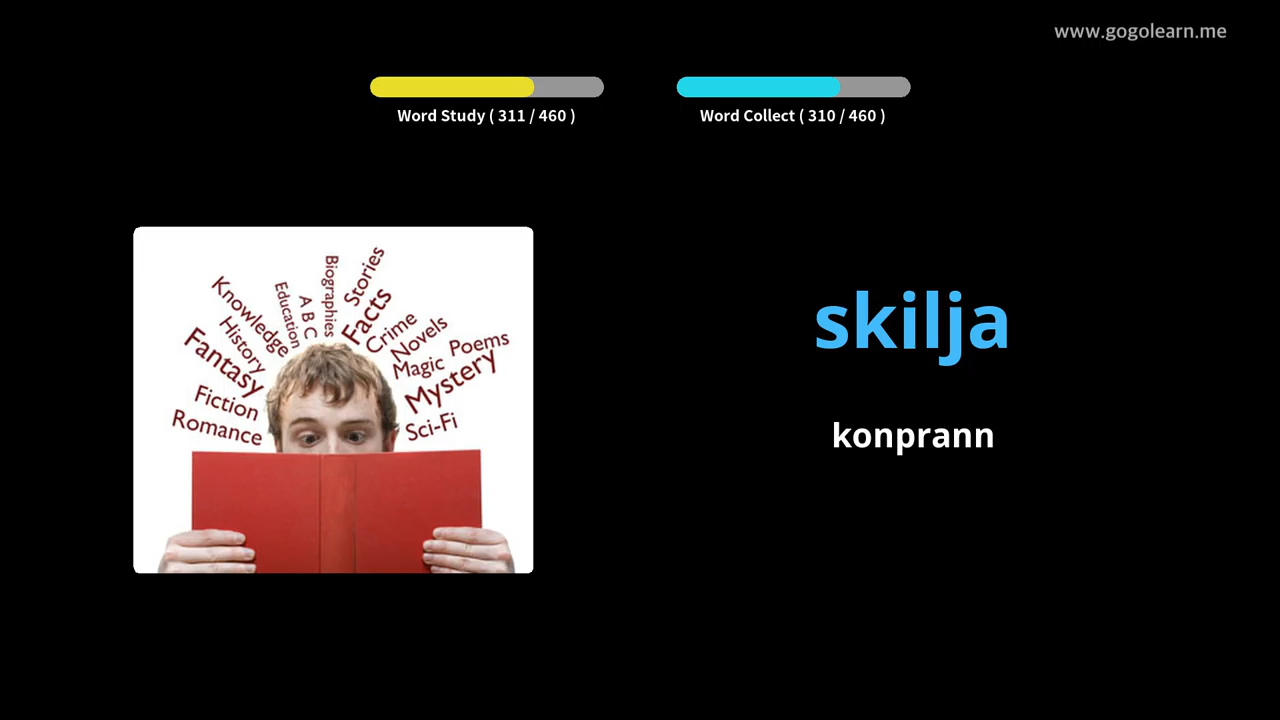 www.gogolearn.me
Word Study ( 311 / 460 )
Word Collect ( 310 / 460 )
Knowledge
History
Fantasy
Fiction
Romance
Education
A B C
Biographies
Stories
Facts
Crime
Novels
Magic
Poems
Mystery
Sci-Fi
skilja
konprann